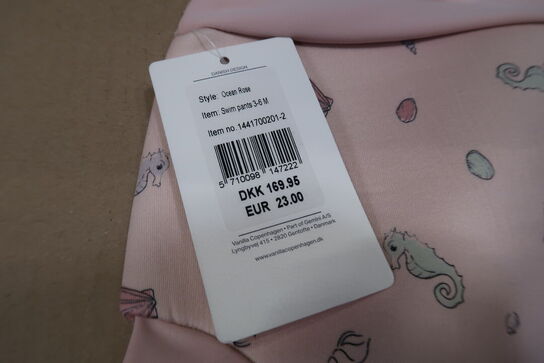 DANISH DESIGN
Style: Ocean Rose
Item: Swim pants 3-6 M
Item no.1441700201-2
5 710098 147222
DKK 169.95
EUR 23.00
Vanilla Copenhagen • Part of Gemini A/S
Lyngbyvej 415 • 2820 Gentofte • Danmark
www.vanillacopenhagen.dk